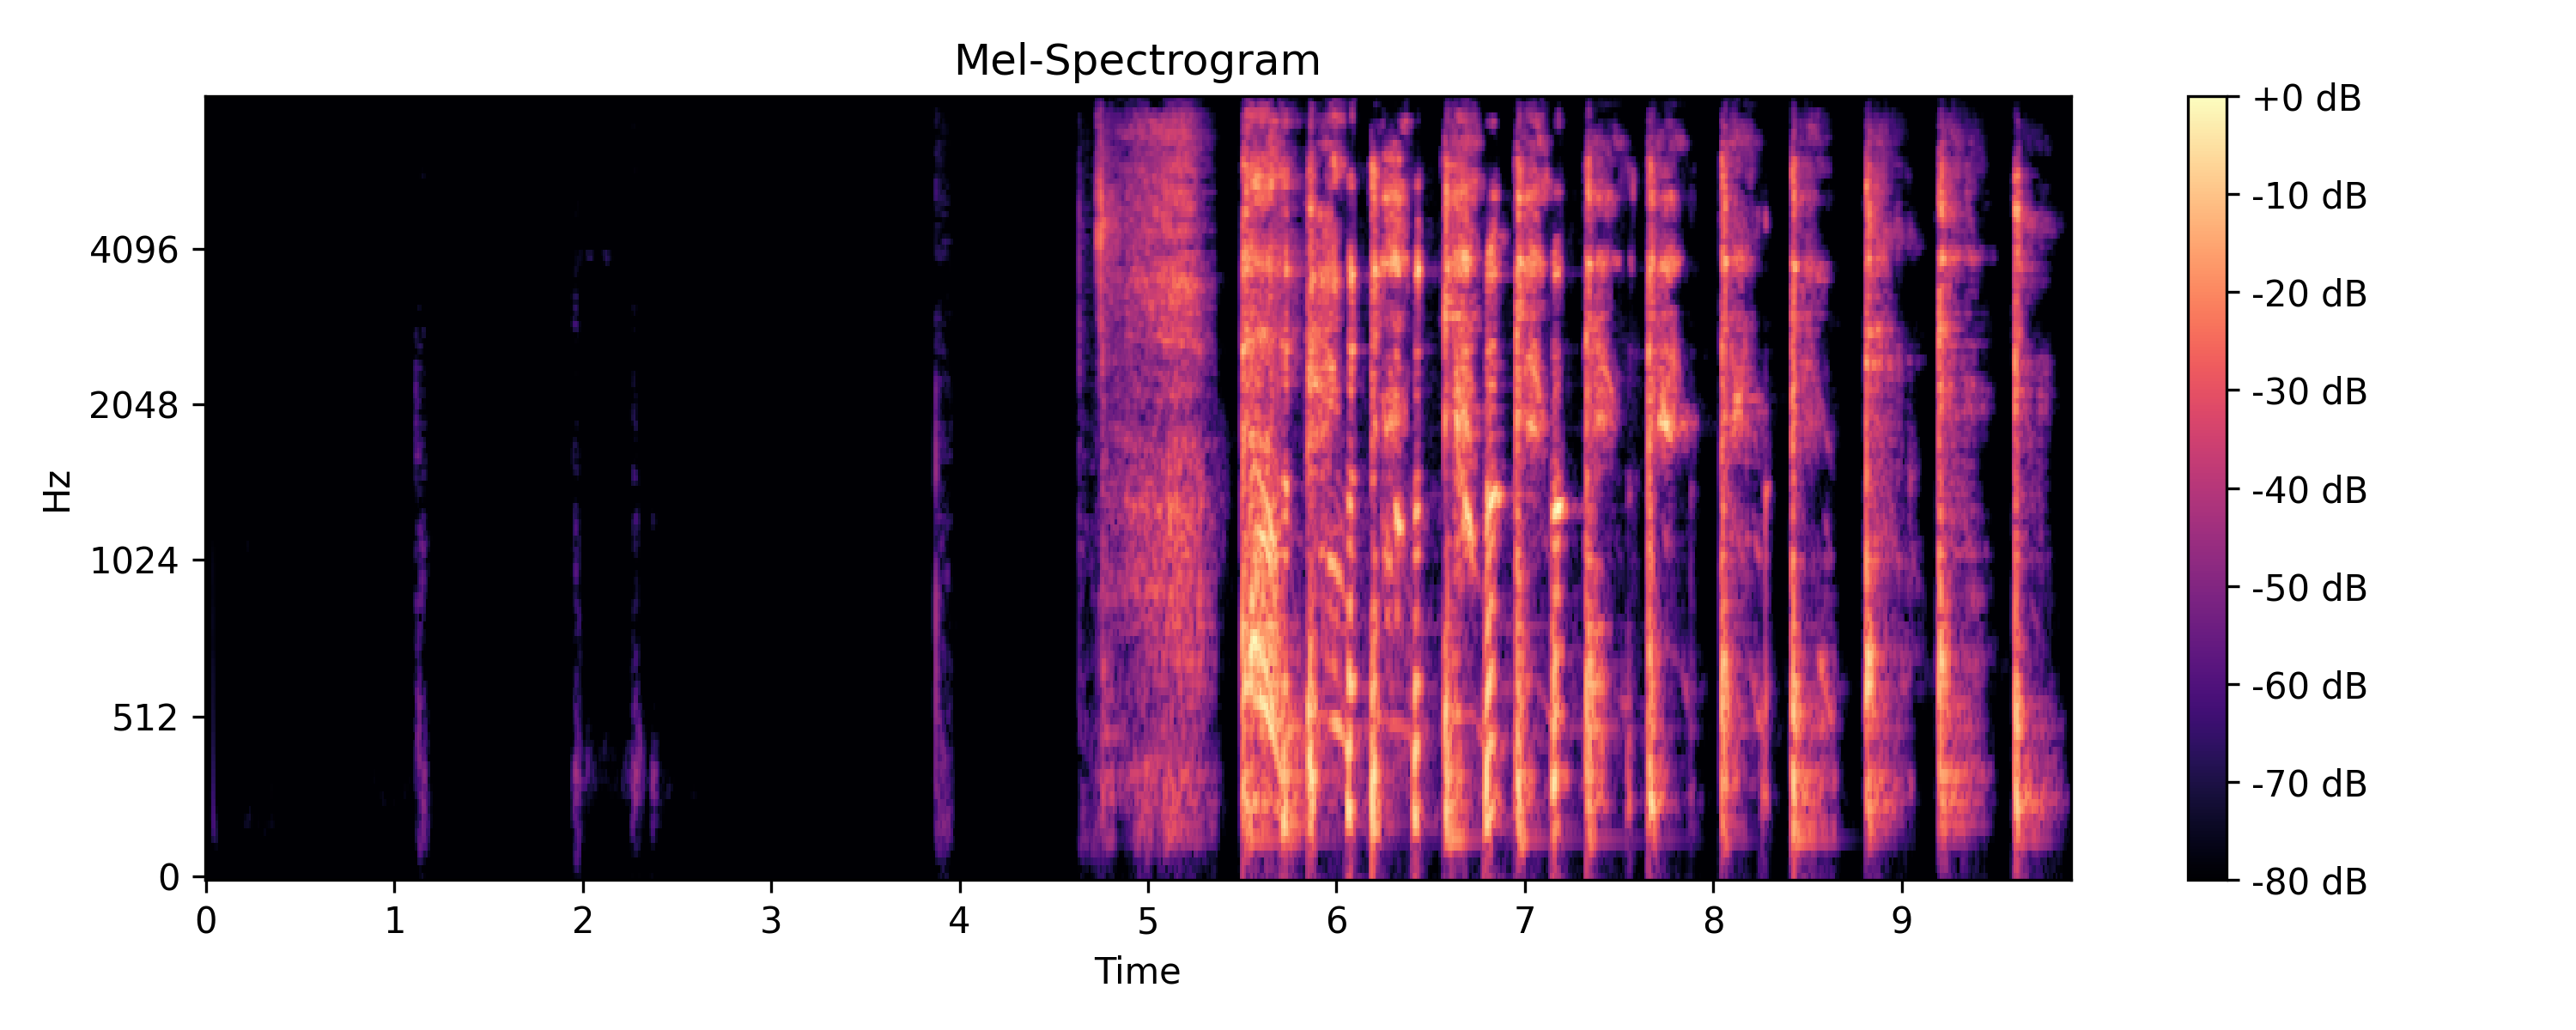 Mel-Spectrogram
+0 dB
-10 dB
-20 dB
-30 dB
-40 dB
-50 dB
-60 dB
-70 dB
-80 dB
4096
2048
1024
512
0
Hz
0 1 2 3 4 5 6 7 8 9
Time